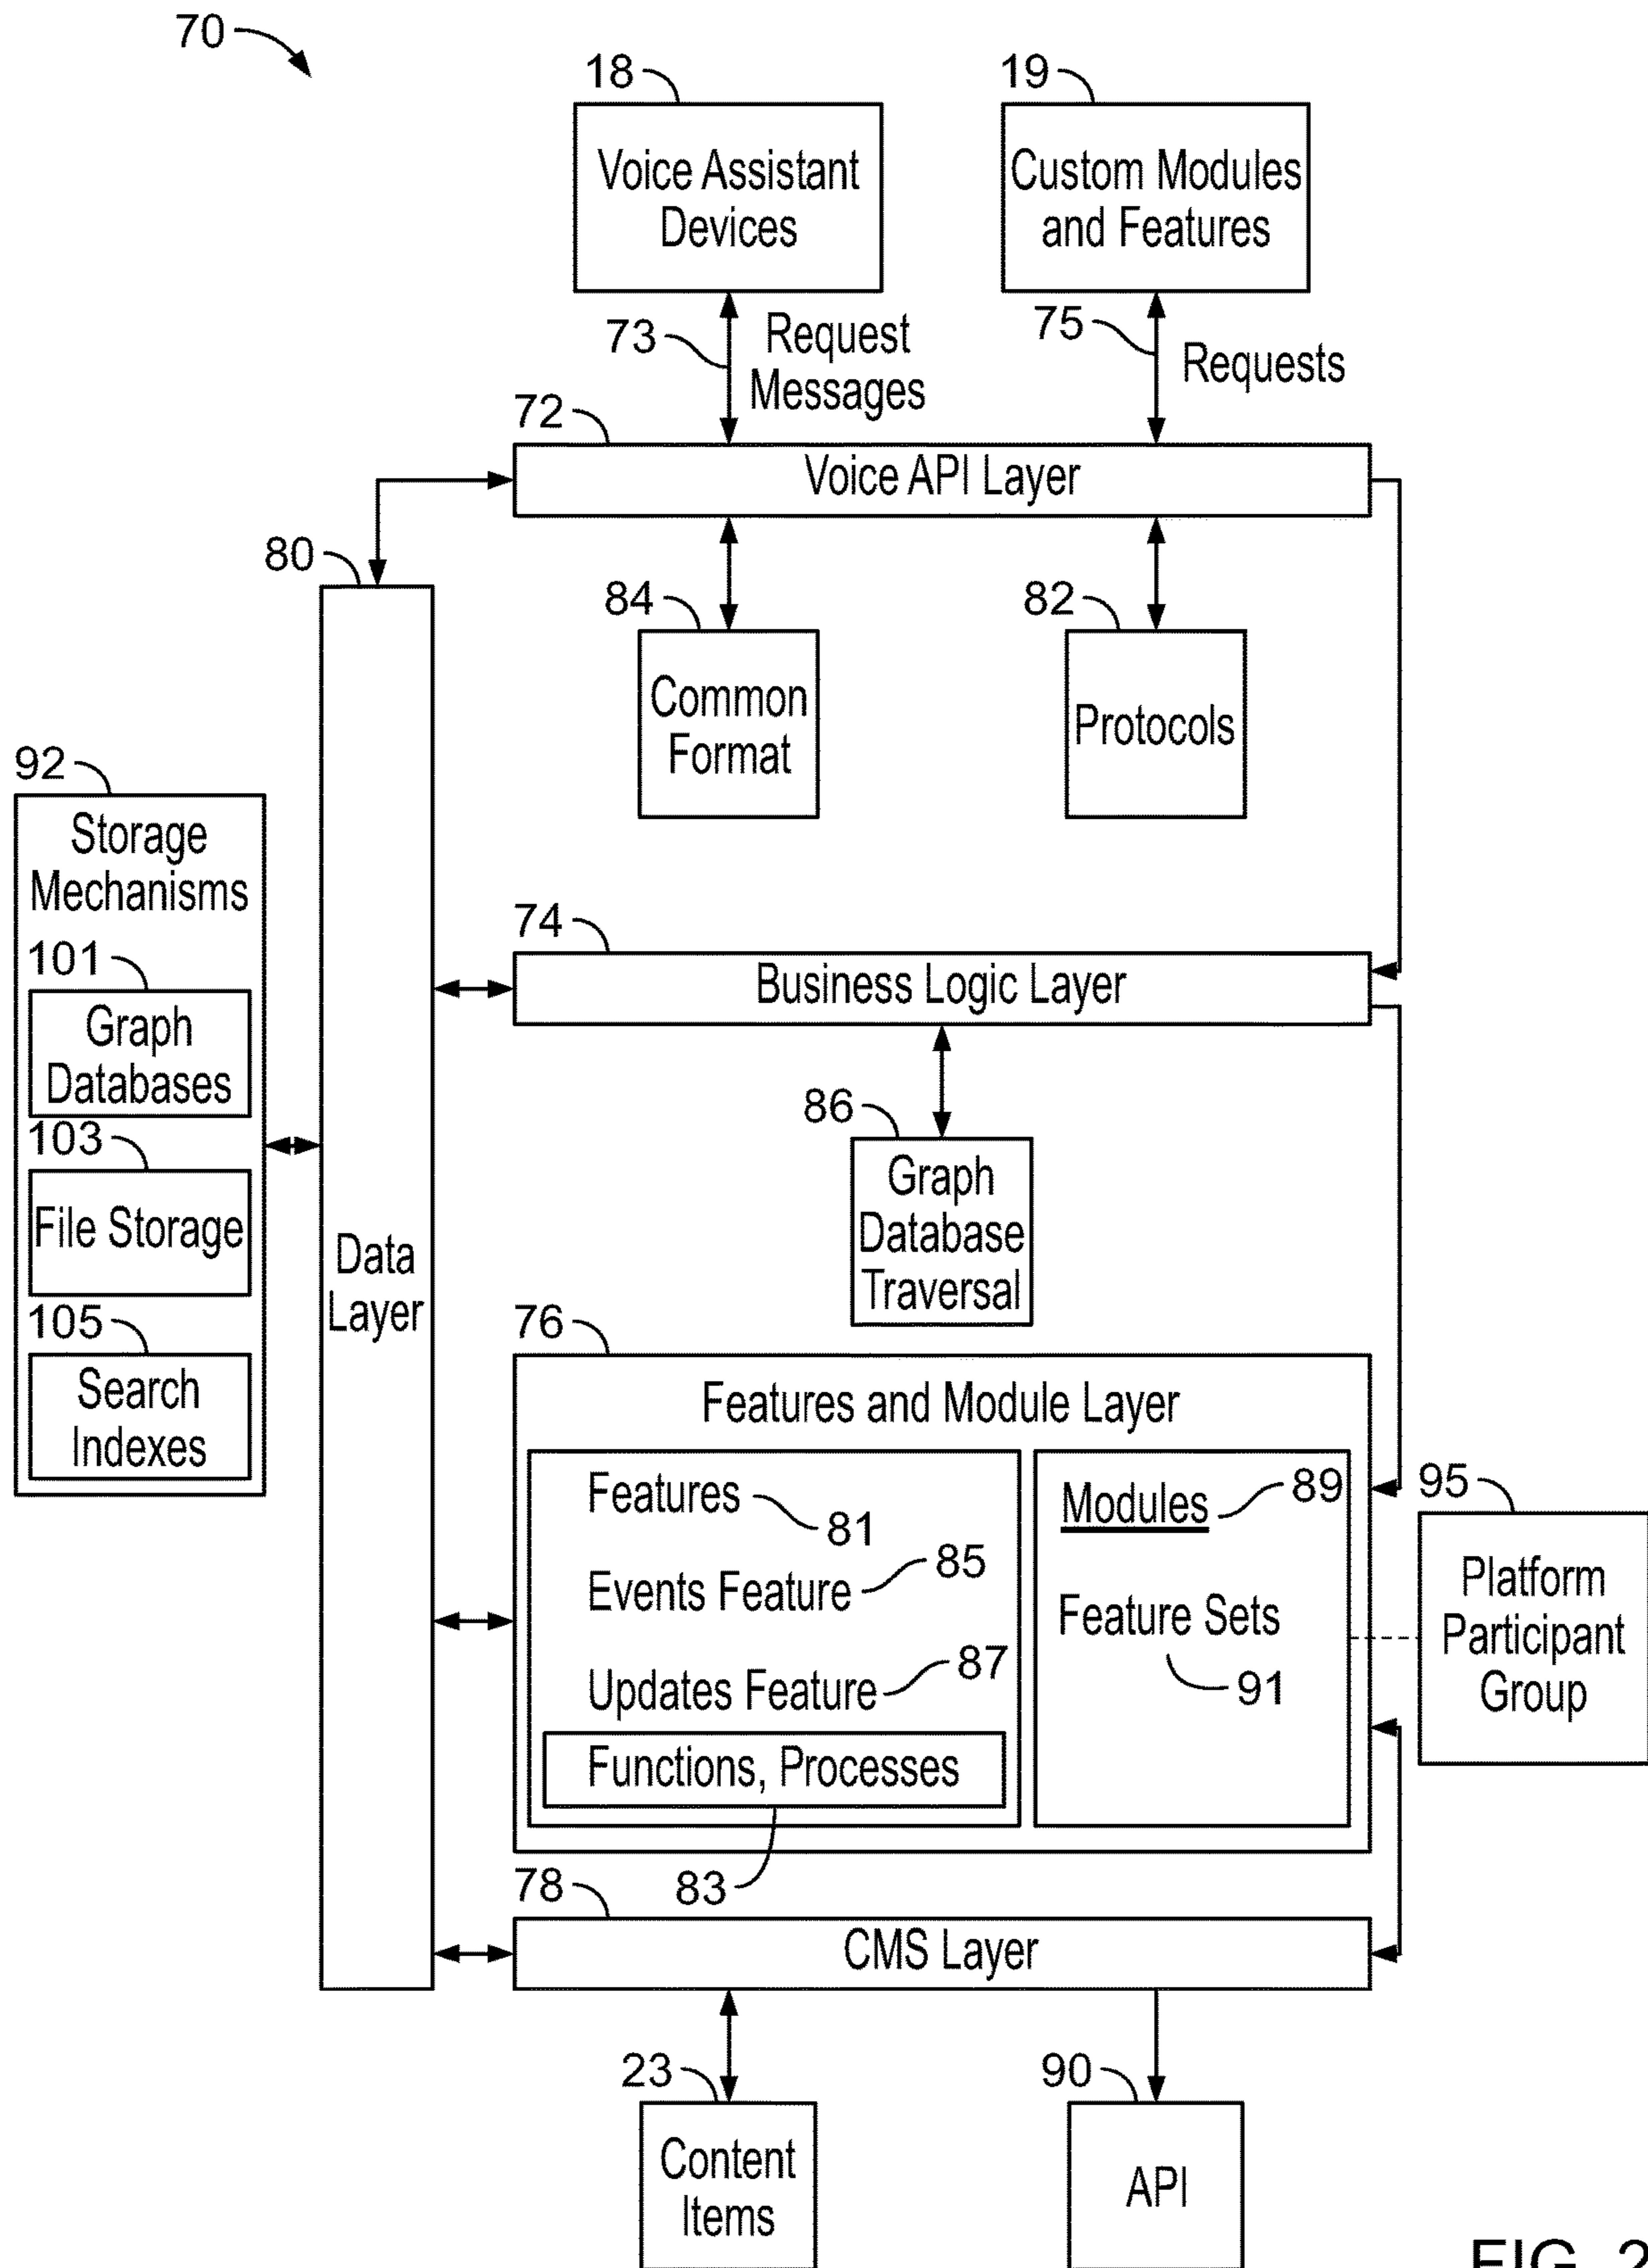 70
18
19
Voice Assistant
Devices
Custom Modules
and Features
73
Request
Messages
75
Requests
72
Voice API Layer
80
84
82
Common
Format
Protocols
92
Storage
Mechanisms
74
Business Logic Layer
101
Graph
Databases
86
Graph
Database
Traversal
103
File Storage
Data
Layer
105
Search
Indexes
76
Features and Module Layer
Features
81
Events Feature
85
Updates Feature
87
Functions, Processes
83
Modules
89
Feature Sets
91
95
Platform
Participant
Group
78
CMS Layer
23
Content
Items
90
API
FIG. 2